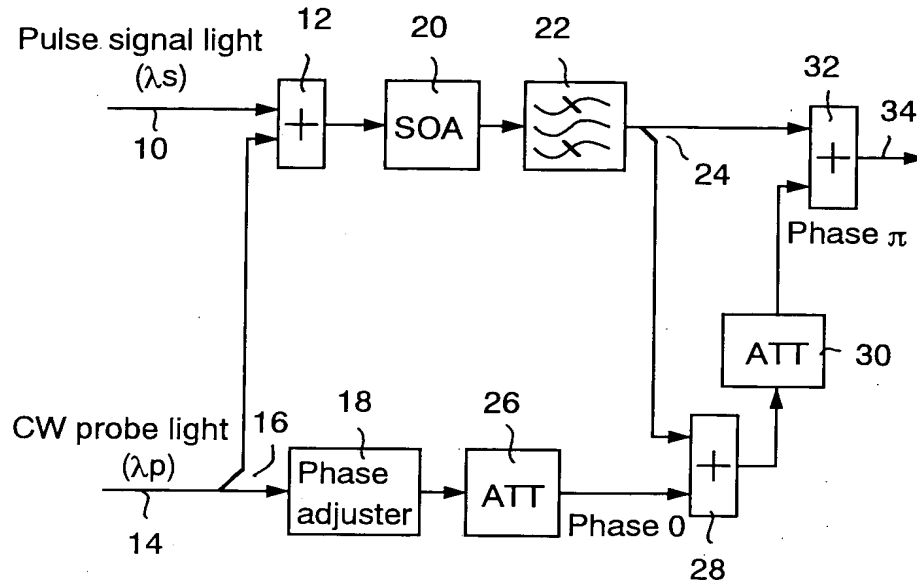 Pulse signal light
(λs)
10
12
+
20
SOA
22
24
32
+
34
Phase π
ATT
30
CW probe light
(λp)
14
16
18
Phase
adjuster
26
ATT
Phase 0
+
28